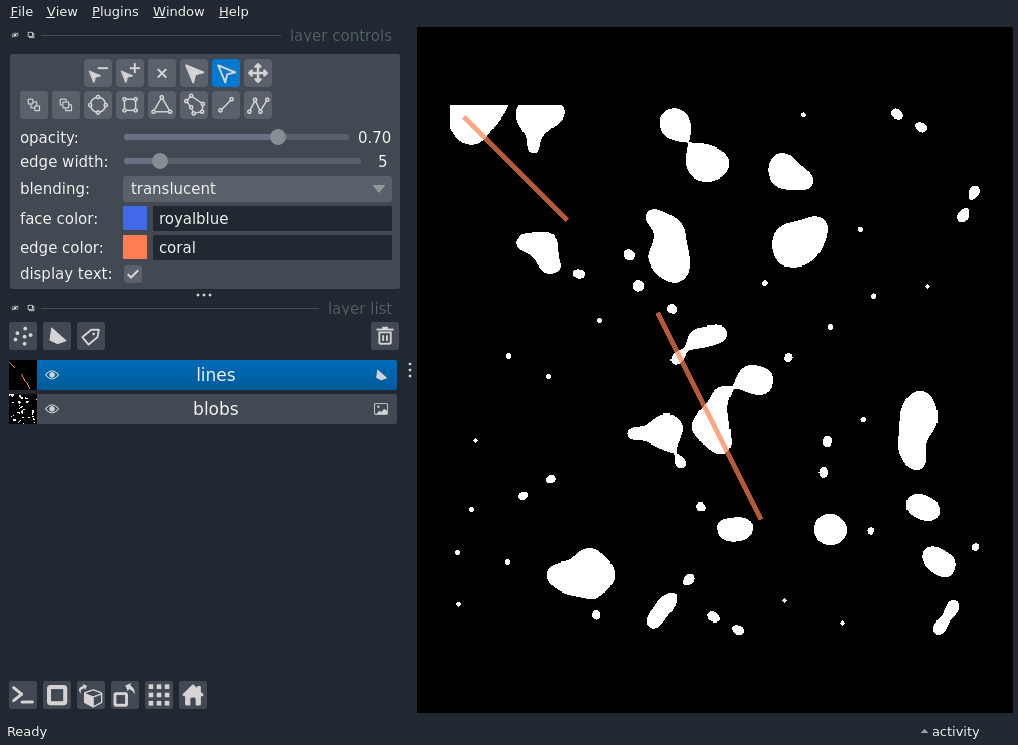 File View Plugins Window Help
layer controls
opacity: 0.70
edge width: 5
blending: translucent
face color: royalblue
edge color: coral
display text:
layer list
lines
blobs
Ready activity